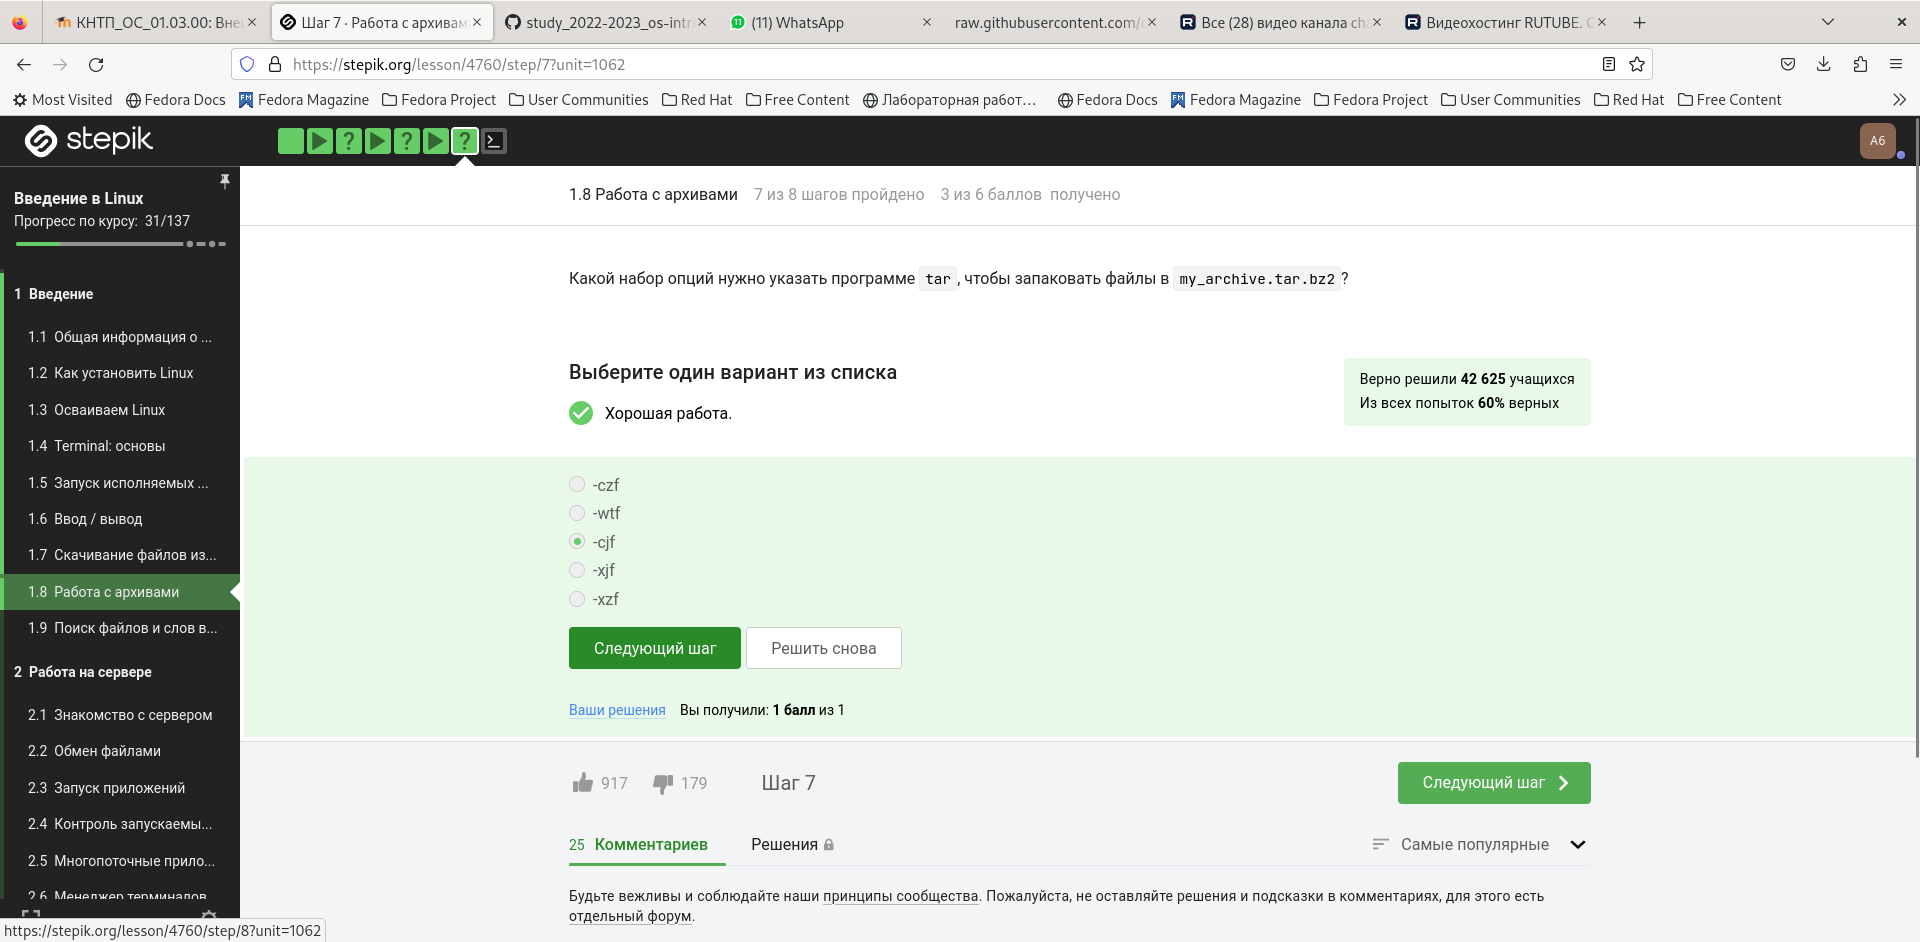 КНТП_ОС_01.03.00: Вне
Шаг 7 · Работа с архивам
study_2022-2023_os-intr
(11) WhatsApp
raw.githubusercontent.com/
Все (28) видео канала ch
Видеохостинг RUTUBE. С
https://stepik.org/lesson/4760/step/7?unit=1062
Most Visited
Fedora Docs
Fedora Magazine
Fedora Project
User Communities
Red Hat
Free Content
Лабораторная работ…
Fedora Docs
Fedora Magazine
Fedora Project
User Communities
Red Hat
Free Content
stepik
A6
Введение в Linux
Прогресс по курсу: 31/137
1 Введение
1.1 Общая информация о ...
1.2 Как установить Linux
1.3 Осваиваем Linux
1.4 Terminal: основы
1.5 Запуск исполняемых ...
1.6 Ввод / вывод
1.7 Скачивание файлов из...
1.8 Работа с архивами
1.9 Поиск файлов и слов в...
2 Работа на сервере
2.1 Знакомство с сервером
2.2 Обмен файлами
2.3 Запуск приложений
2.4 Контроль запускаемы...
2.5 Многопоточные прило...
2.6 Менеджер терминалов
https://stepik.org/lesson/4760/step/8?unit=1062
1.8 Работа с архивами 7 из 8 шагов пройдено 3 из 6 баллов получено
Какой набор опций нужно указать программе tar, чтобы запаковать файлы в my_archive.tar.bz2?
Выберите один вариант из списка
Хорошая работа.
Верно решили 42 625 учащихся
Из всех попыток 60% верных
-czf
-wtf
-cjf
-xjf
-xzf
Следующий шаг
Решить снова
Ваши решения Вы получили: 1 балл из 1
917
179
Шаг 7
Следующий шаг
25 Комментариев
Решения
Самые популярные
Будьте вежливы и соблюдайте наши принципы сообщества. Пожалуйста, не оставляйте решения и подсказки в комментариях, для этого есть
отдельный форум.